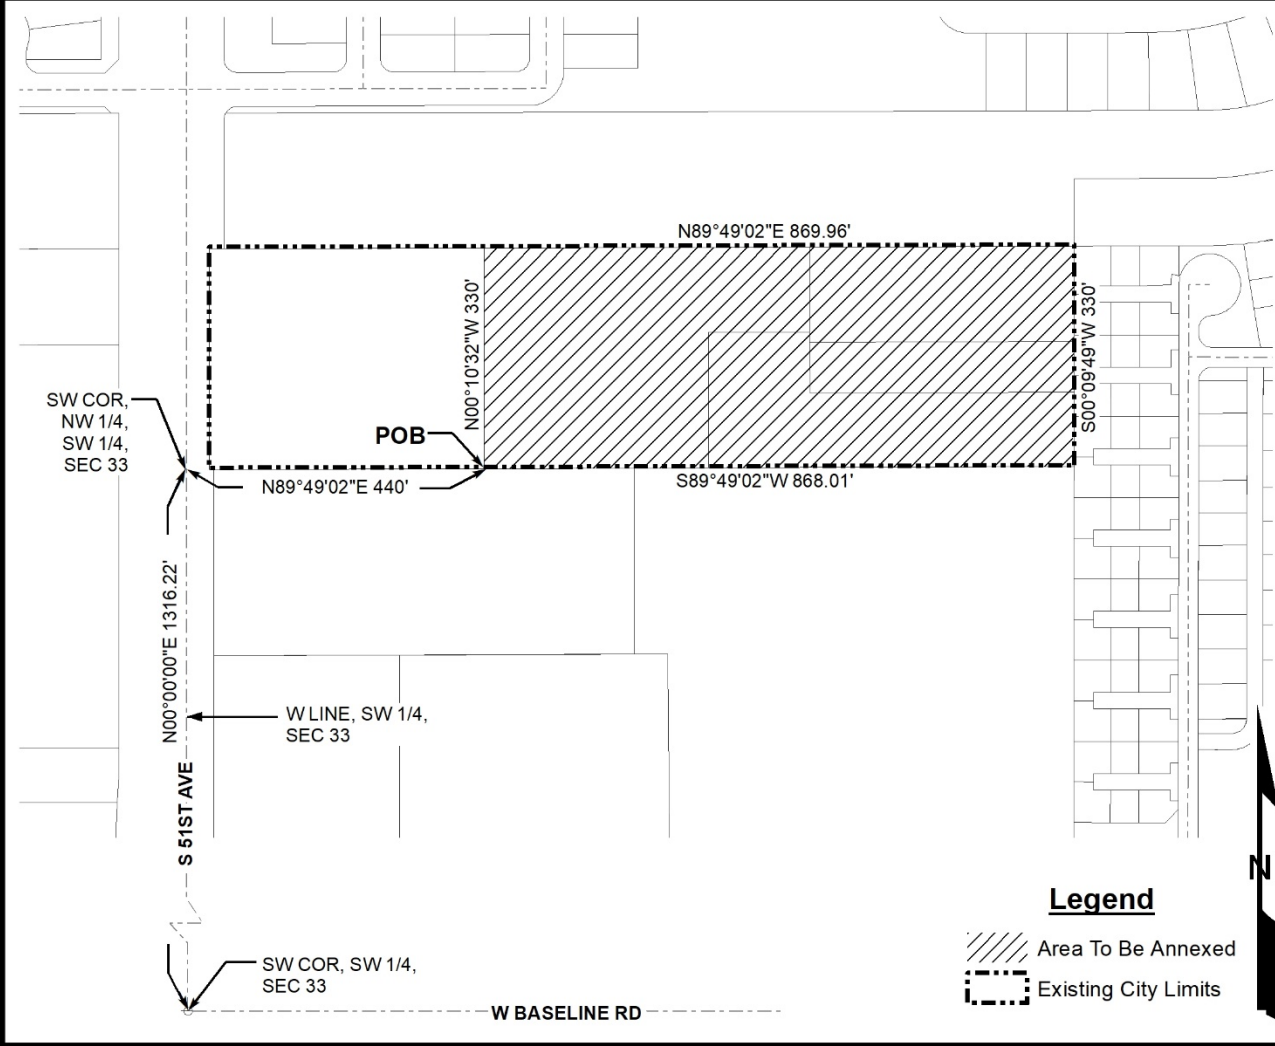 N89°49'02"E 869.96'
N00°10'32"W 330'
S00°09'49"W 330'
SW COR,
NW 1/4,
SW 1/4,
SEC 33
POB
N89°49'02"E 440'
S89°49'02"W 868.01'
N00°00'00"E 1316.22'
W LINE, SW 1/4,
SEC 33
S 51ST AVE
SW COR, SW 1/4,
SEC 33
W BASELINE RD
N
Legend
Area To Be Annexed
Existing City Limits